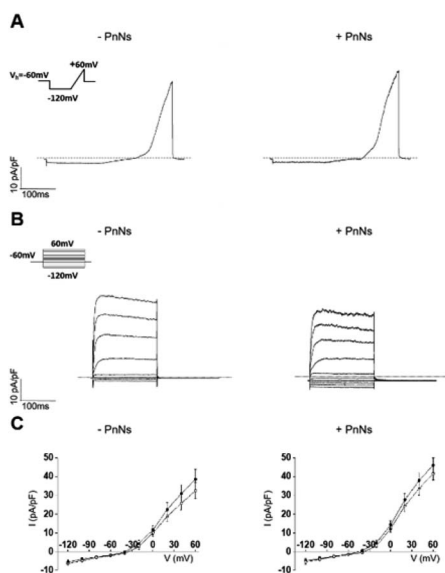 A
- PnNs
+ PnNs
+60mV
Vh=-60mV
-120mV
10 pA/pF
100ms
B
- PnNs
+ PnNs
60mV
-60mV
-120mV
10 pA/pF
100ms
C
- PnNs
+ PnNs
50
40
30
20
10
0
-10
I (pA/pF)
-120 -90 -60 -30 0 30 60
V (mV)
50
40
30
20
10
0
-10
I (pA/pF)
-120 -90 -60 -30 0 30 60
V (mV)